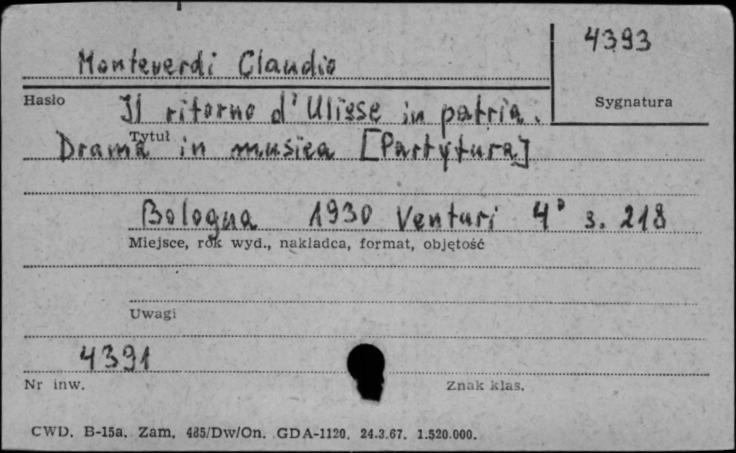 4393
Monteverdi Claudio
Hasło
Sygnatura
Il ritorno d'Ulisse in patria.
Tytuł
Drama in musica [Partytura]
Bologna 1930 Venturi 4° s. 218
Miejsce, rok wyd., nakladca, format, objętość
Uwagi
4391
Nr inw.
Znak klas.
CWD. B-15a. Zam. 485/Dw/On. GDA-1120. 24.3.67. 1.520.000.